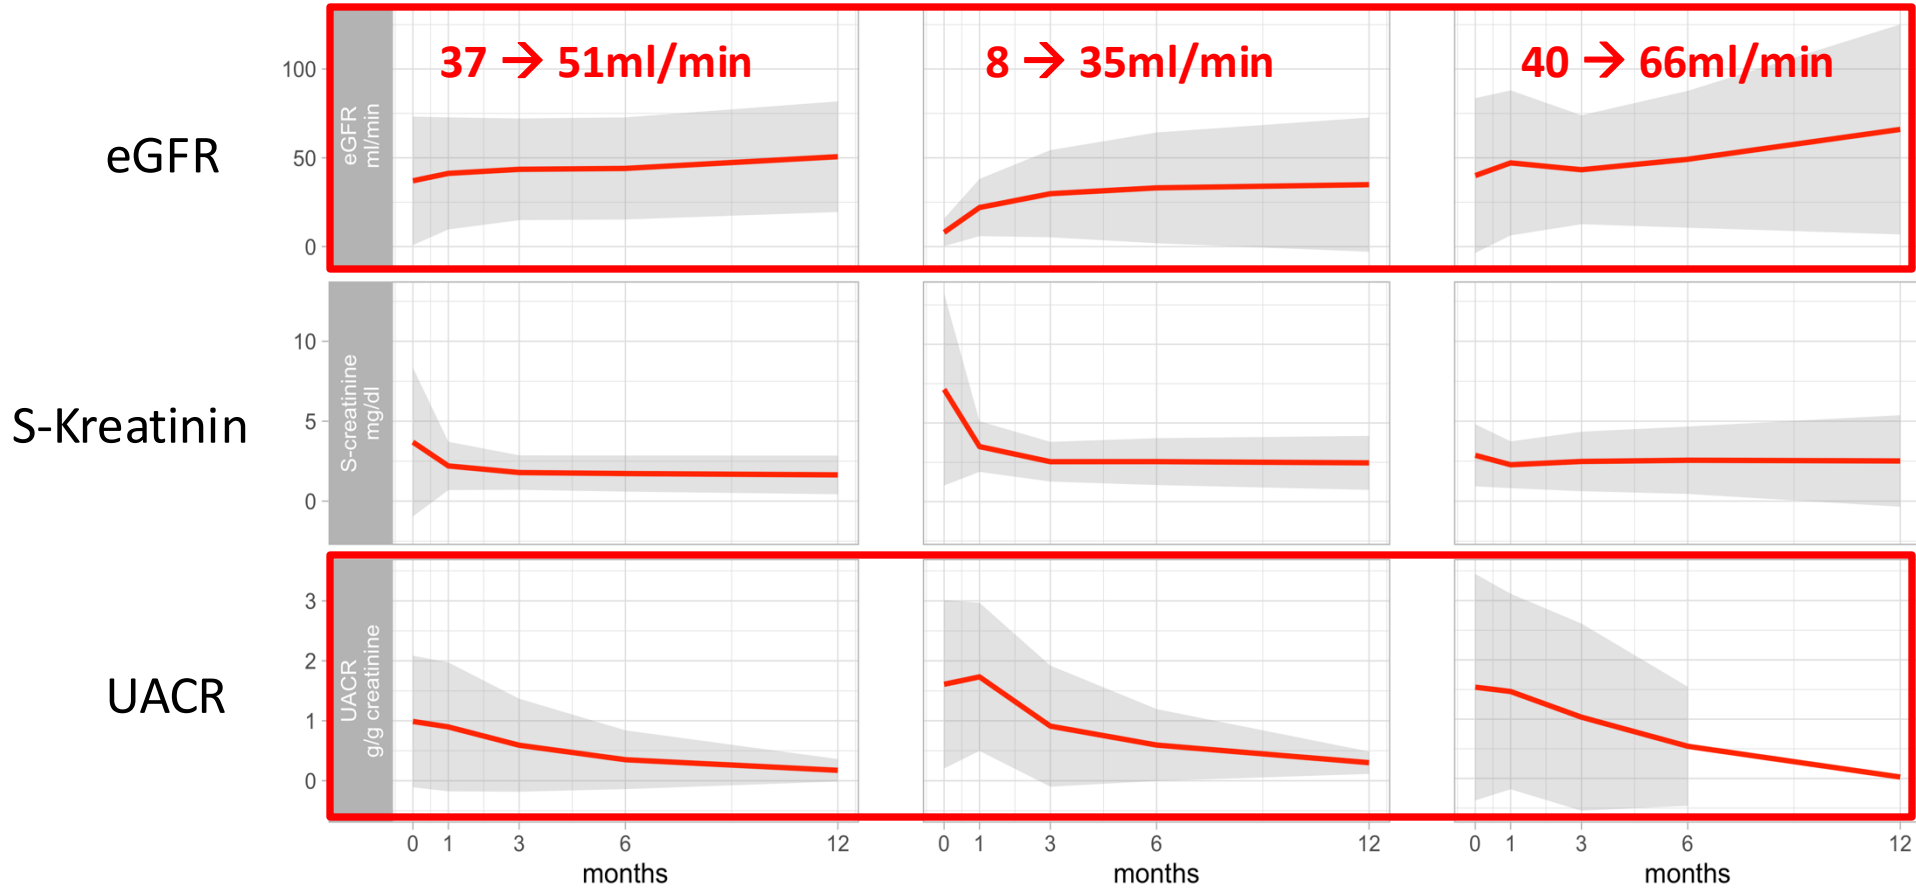 37 → 51ml/min
8 → 35ml/min
40 → 66ml/min
eGFR
eGFR
ml/min
100
50
0
S-Kreatinin
S-creatinine
mg/dl
10
5
0
UACR
UACR
g/g creatinine
3
2
1
0
0 1 3 6 12
0 1 3 6 12
0 1 3 6 12
months
months
months